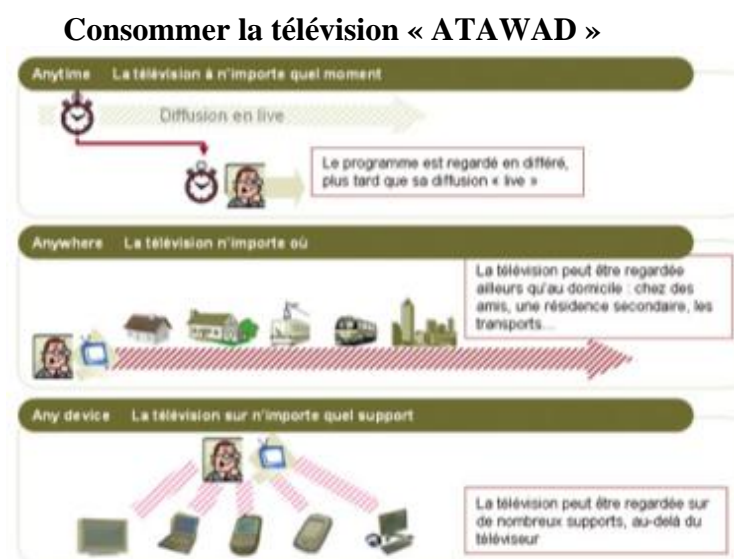 Consommer la télévision « ATAWAD »
Anytime La télévision à n'importe quel moment
Diffusion en live
Le programme est regardé en différé,
plus tard que sa diffusion « live »
Anywhere La télévision n'importe où
La télévision peut être regardée
ailleurs qu'au domicile : chez des
amis, une résidence secondaire, les
transports...
Any device La télévision sur n'importe quel support
La télévision peut être regardée sur
de nombreux supports, au-delà du
téléviseur